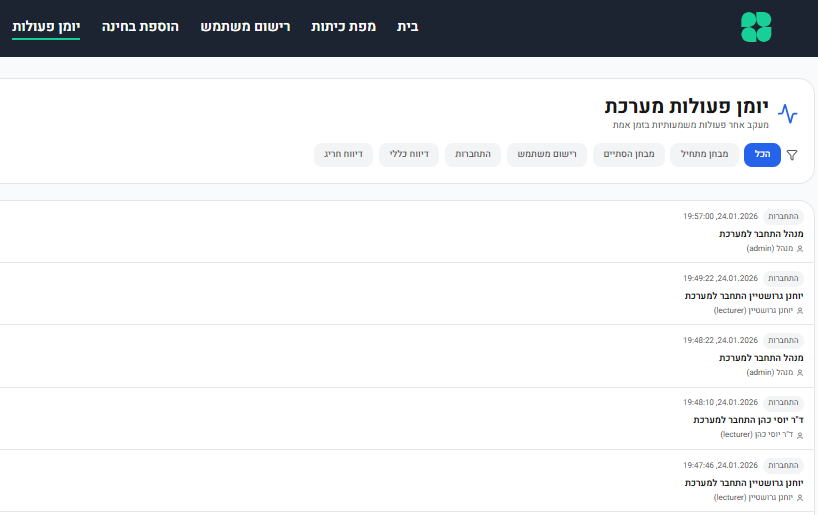 בית מפת כיתות רישום משתמש הוספת בחינה יומן פעולות
יומן פעולות מערכת
מעקב אחר פעולות משמעותיות בזמן אמת
הכל מבחן מתחיל מבחן הסתיים רישום משתמש התחברות דיווח כללי דיווח חריג
התחברות 24.01.2026, 19:57:00
מנהל התחבר למערכת
מנהל (admin)
התחברות 24.01.2026, 19:49:22
יוחנן גרושטיין התחבר למערכת
יוחנן גרושטיין (lecturer)
התחברות 24.01.2026, 19:48:22
מנהל התחבר למערכת
מנהל (admin)
התחברות 24.01.2026, 19:48:10
ד"ר יוסי כהן התחבר למערכת
ד"ר יוסי כהן (lecturer)
התחברות 24.01.2026, 19:47:46
יוחנן גרושטיין התחבר למערכת
יוחנן גרושטיין (lecturer)